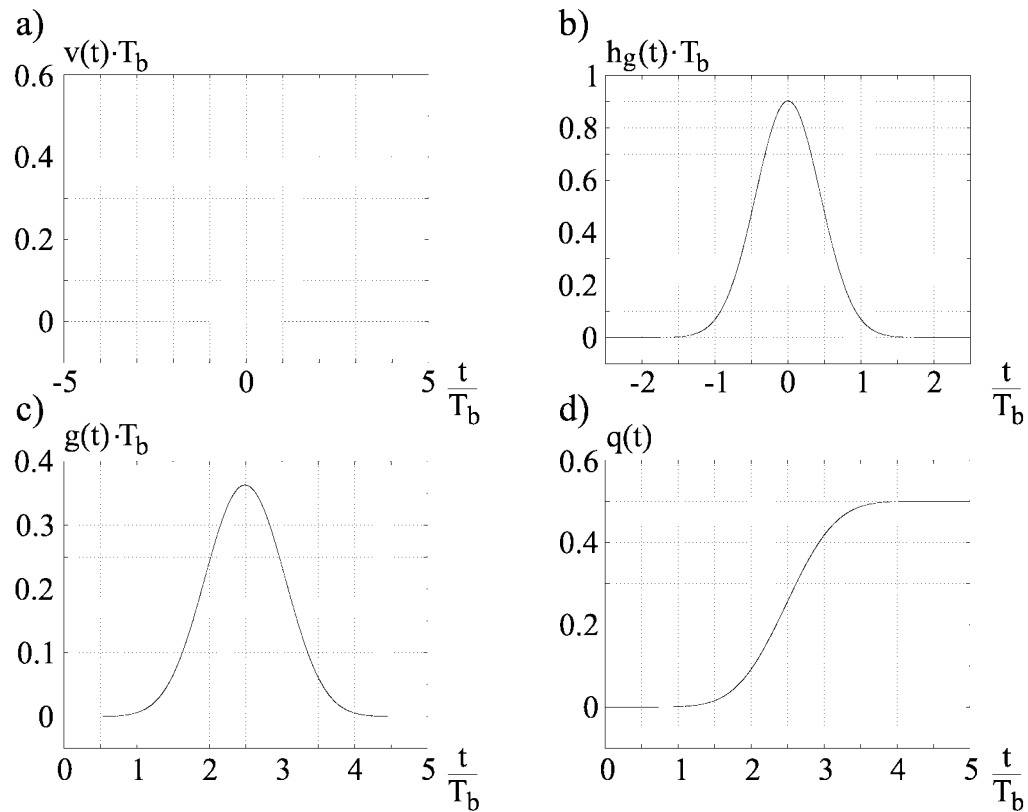 a)
v(t)·T_b
0.6
0.4
0.2
0
-5 0 5
t
T_b
b)
h_g(t)·T_b
1
0.8
0.6
0.4
0.2
0
-2 -1 0 1 2
t
T_b
c)
g(t)·T_b
0.4
0.3
0.2
0.1
0
0 1 2 3 4 5
t
T_b
d)
q(t)
0.6
0.4
0.2
0
0 1 2 3 4 5
t
T_b